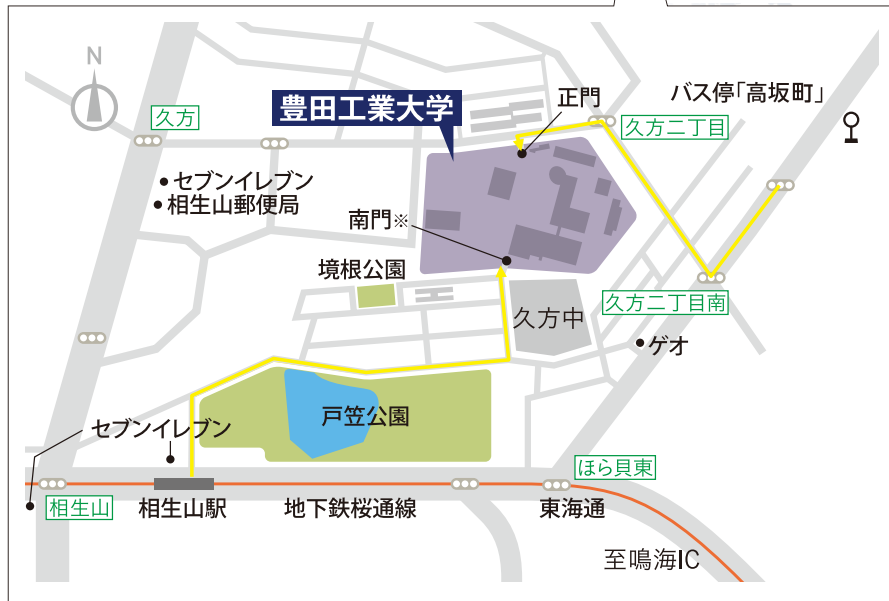 N
バス停「高坂町」
正門
豊田工業大学
久方
久方二丁目
セブンイレブン
相生山郵便局
南門※
境根公園
久方二丁目南
久方中
ゲオ
戸笠公園
セブンイレブン
ほら貝東
相生山
相生山駅
地下鉄桜通線
東海通
至鳴海IC